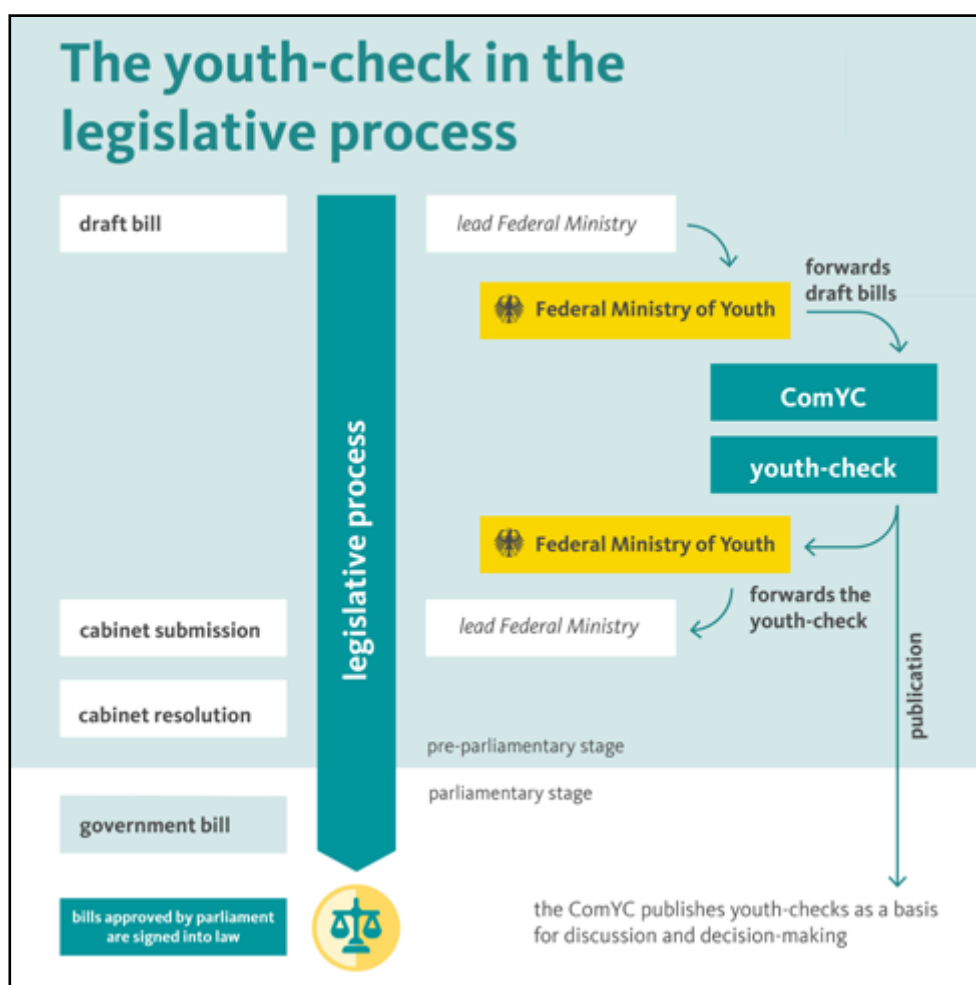 The youth-check in the
legislative process
draft bill
lead Federal Ministry
forwards
draft bills
Federal Ministry of Youth
ComYC
youth-check
legislative process
Federal Ministry of Youth
forwards the
youth-check
cabinet submission
lead Federal Ministry
publication
cabinet resolution
pre-parliamentary stage
parliamentary stage
government bill
bills approved by parliament
are signed into law
the ComYC publishes youth-checks as a basis
for discussion and decision-making